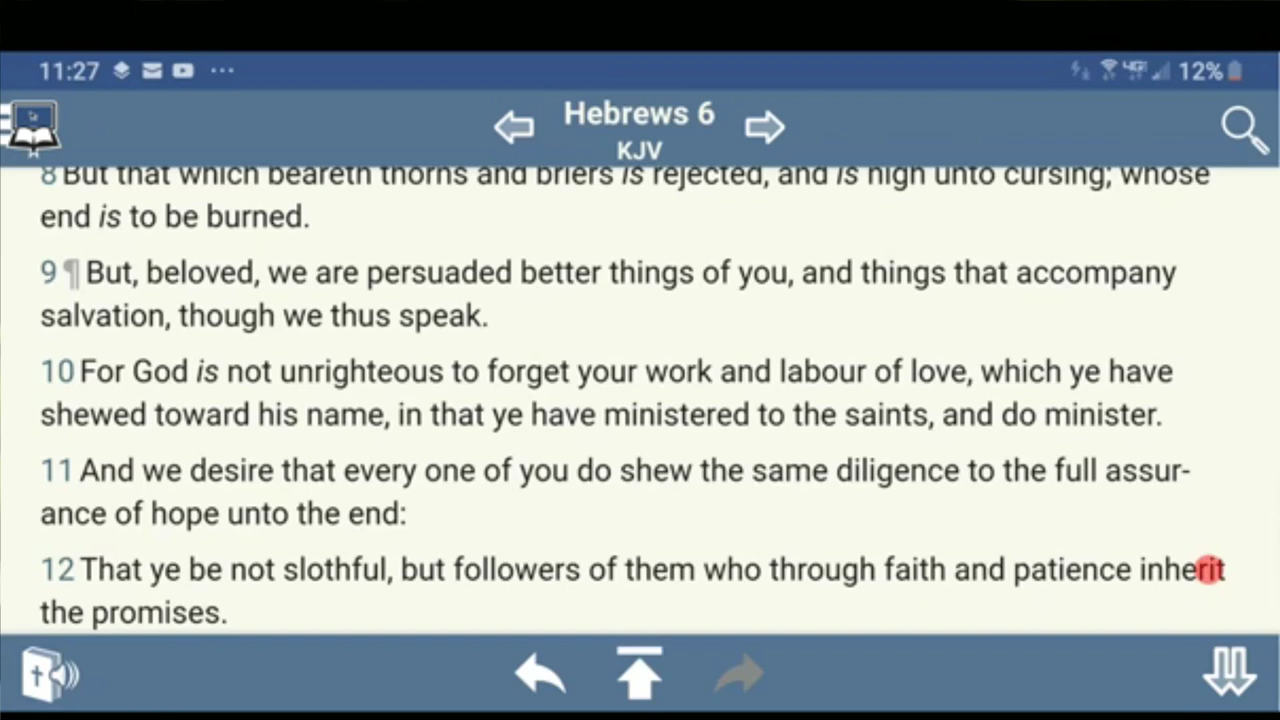 11:27 ... 12%
Hebrews 6
KJV
8 But that which beareth thorns and briers is rejected, and is nigh unto cursing; whose
end is to be burned.
9 ¶ But, beloved, we are persuaded better things of you, and things that accompany
salvation, though we thus speak.
10 For God is not unrighteous to forget your work and labour of love, which ye have
shewed toward his name, in that ye have ministered to the saints, and do minister.
11 And we desire that every one of you do shew the same diligence to the full assur-
ance of hope unto the end:
12 That ye be not slothful, but followers of them who through faith and patience inherit
the promises.